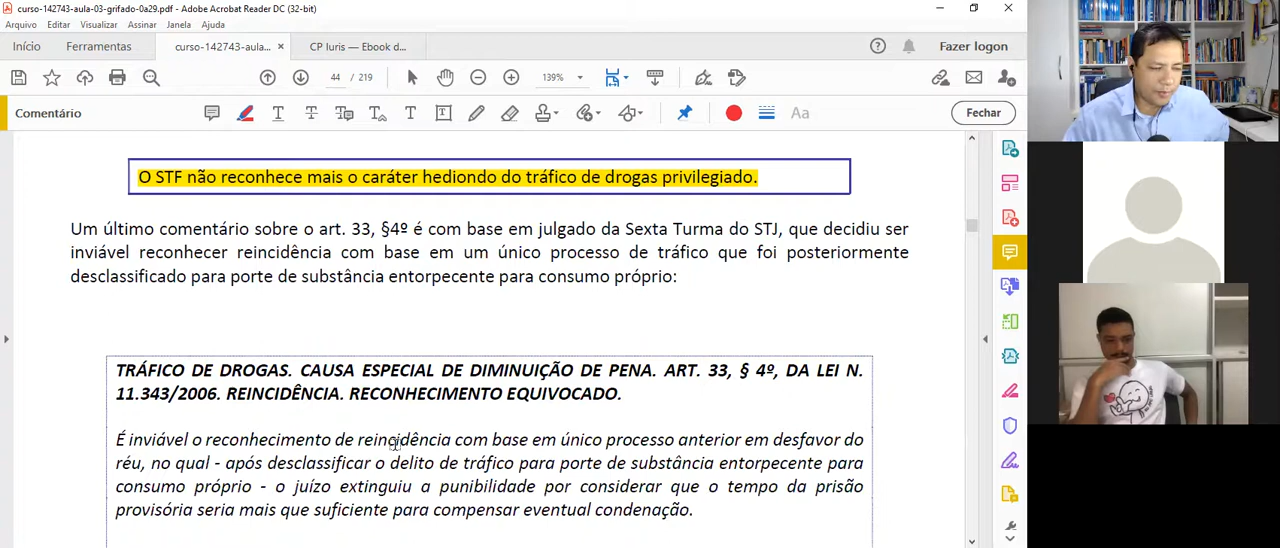 curso-142743-aula-03-grifado-0a29.pdf - Adobe Acrobat Reader DC (32-bit)
Arquivo Editar Visualizar Assinar Janela Ajuda
Início Ferramentas curso-142743-aula... × CP Iuris — Ebook d... Fazer logon
44 / 219 139%
Comentário Aa Fechar
O STF não reconhece mais o caráter hediondo do tráfico de drogas privilegiado.
Um último comentário sobre o art. 33, §4º é com base em julgado da Sexta Turma do STJ, que decidiu ser
inviável reconhecer reincidência com base em um único processo de tráfico que foi posteriormente
desclassificado para porte de substância entorpecente para consumo próprio:
TRÁFICO DE DROGAS. CAUSA ESPECIAL DE DIMINUIÇÃO DE PENA. ART. 33, § 4º, DA LEI N.
11.343/2006. REINCIDÊNCIA. RECONHECIMENTO EQUIVOCADO.
É inviável o reconhecimento de reincidência com base em único processo anterior em desfavor do
réu, no qual - após desclassificar o delito de tráfico para porte de substância entorpecente para
consumo próprio - o juízo extinguiu a punibilidade por considerar que o tempo da prisão
provisória seria mais que suficiente para compensar eventual condenação.